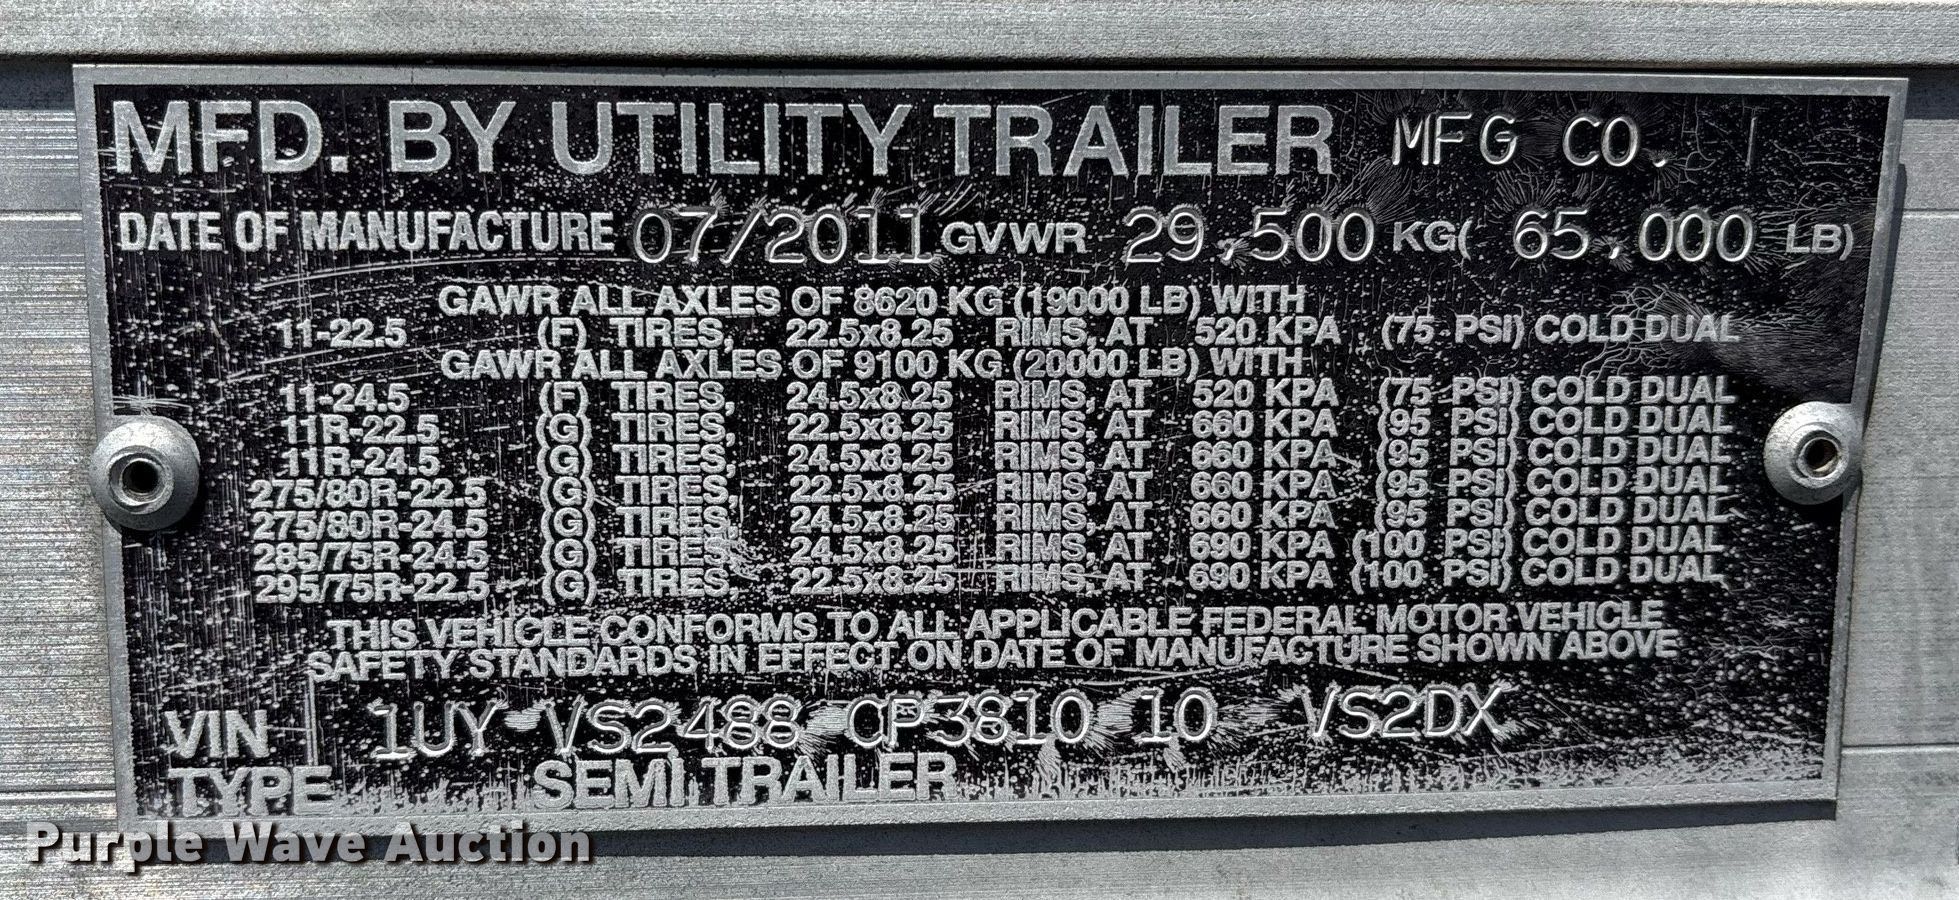 MFD. BY UTILITY TRAILER MFG CO.
DATE OF MANUFACTURE 07/2011 GVWR 29,500 KG( 65,000 LB)
GAWR ALL AXLES OF 8620 KG (19000 LB) WITH
11-22.5 (F) TIRES, 22.5x8.25 RIMS, AT 520 KPA (75 PSI) COLD DUAL
GAWR ALL AXLES OF 9100 KG (20000 LB) WITH
11-24.5 (F) TIRES, 24.5x8.25 RIMS, AT 520 KPA (75 PSI) COLD DUAL
11R-22.5 (G) TIRES, 22.5x8.25 RIMS, AT 660 KPA (95 PSI) COLD DUAL
11R-24.5 (G) TIRES, 24.5x8.25 RIMS, AT 660 KPA (95 PSI) COLD DUAL
275/80R-22.5 (G) TIRES, 22.5x8.25 RIMS, AT 660 KPA (95 PSI) COLD DUAL
275/80R-24.5 (G) TIRES, 24.5x8.25 RIMS, AT 660 KPA (95 PSI) COLD DUAL
285/75R-24.5 (G) TIRES, 24.5x8.25 RIMS, AT 690 KPA (100 PSI) COLD DUAL
295/75R-22.5 (G) TIRES, 22.5x8.25 RIMS, AT 690 KPA (100 PSI) COLD DUAL
THIS VEHICLE CONFORMS TO ALL APPLICABLE FEDERAL MOTOR VEHICLE
SAFETY STANDARDS IN EFFECT ON DATE OF MANUFACTURE SHOWN ABOVE
VIN 1UY VS2488 CP3810 10 VS2DX
TYPE SEMI TRAILER
Purple Wave Auction